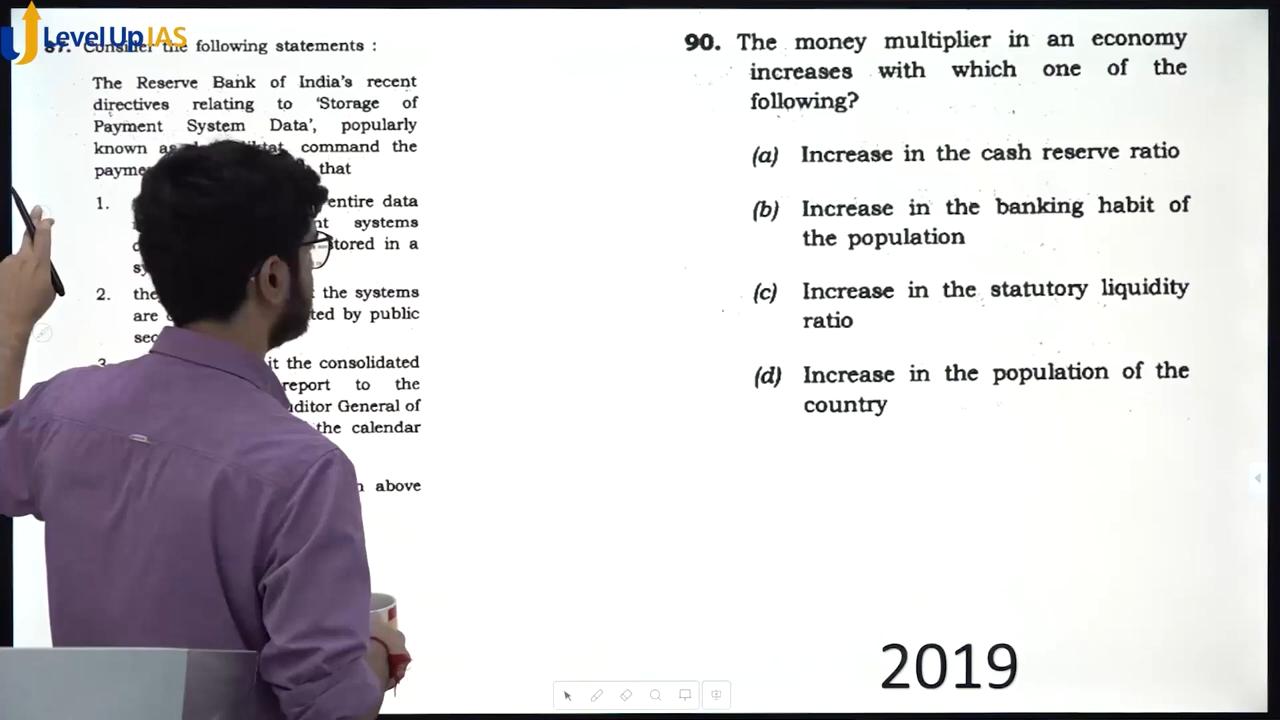 LevelUp IAS
87. Consider the following statements :
The Reserve Bank of India's recent
directives relating to 'Storage of
Payment System Data', popularly
known as command the
that
1. entire data
systems
stored in a
2. the systems
are by public
3. it the consolidated
report to the
Auditor General of
the calendar
above
90. The money multiplier in an economy
increases with which one of the
following?
(a) Increase in the cash reserve ratio
(b) Increase in the banking habit of
the population
(c) Increase in the statutory liquidity
ratio
(d) Increase in the population of the
country
2019